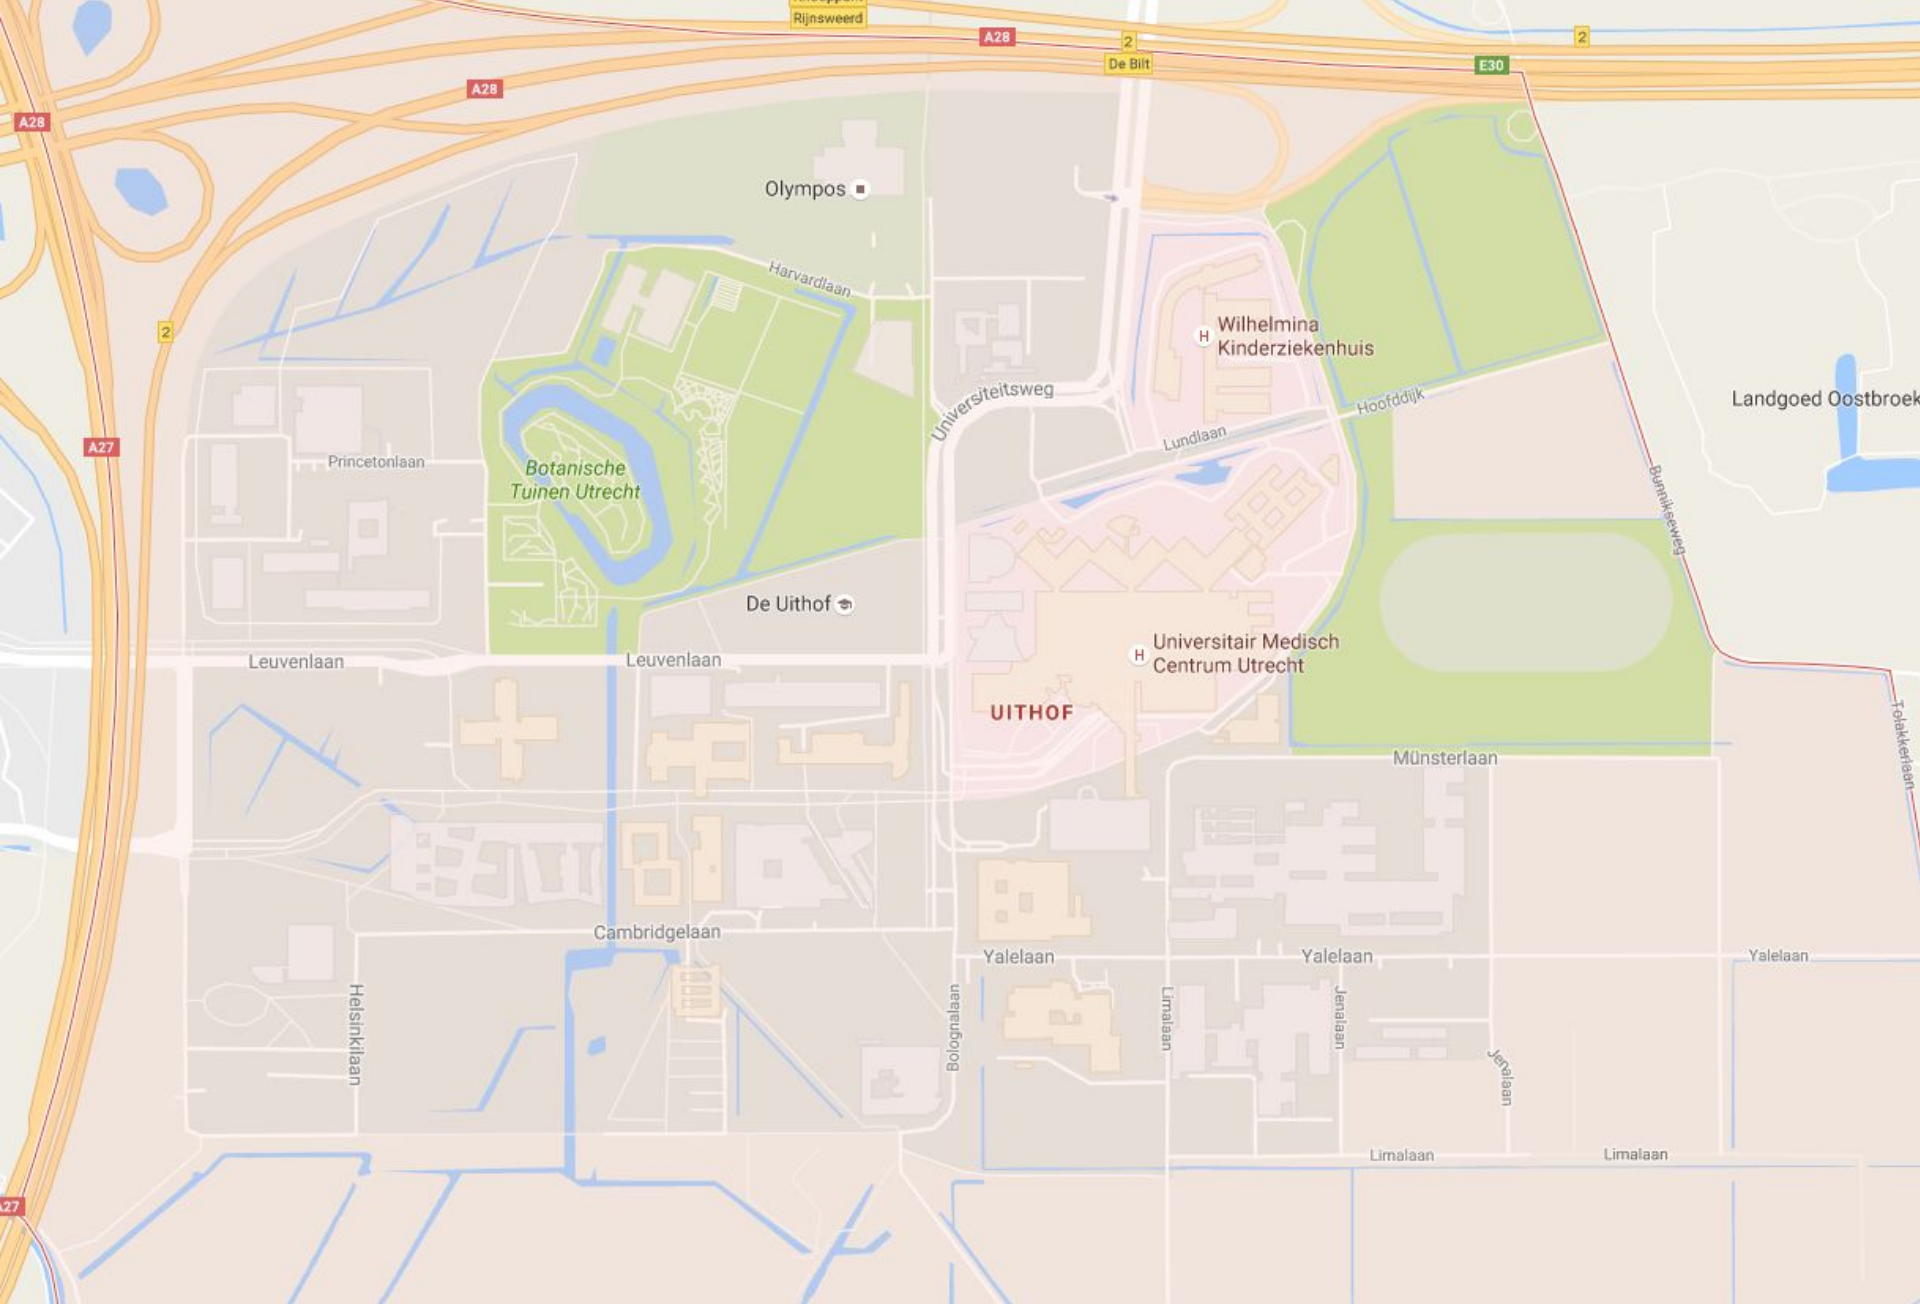 Rijnsweerd
A28
2
2
De Bilt
E30
A28
A28
Olympos
Harvardlaan
2
Wilhelmina
Kinderziekenhuis
Universiteitsweg
Hoofddijk
Landgoed Oostbroek
Lundlaan
A27
Princetonlaan
Botanische
Tuinen Utrecht
Bunnikseweg
De Uithof
Leuvenlaan
Leuvenlaan
Universitair Medisch
Centrum Utrecht
UITHOF
Tolakkerlaan
Münsterlaan
Cambridgelaan
Yalelaan
Yalelaan
Yalelaan
Helsinkilaan
Bolognalaan
Limalaan
Jenalaan
Jenalaan
Limalaan
Limalaan
A27